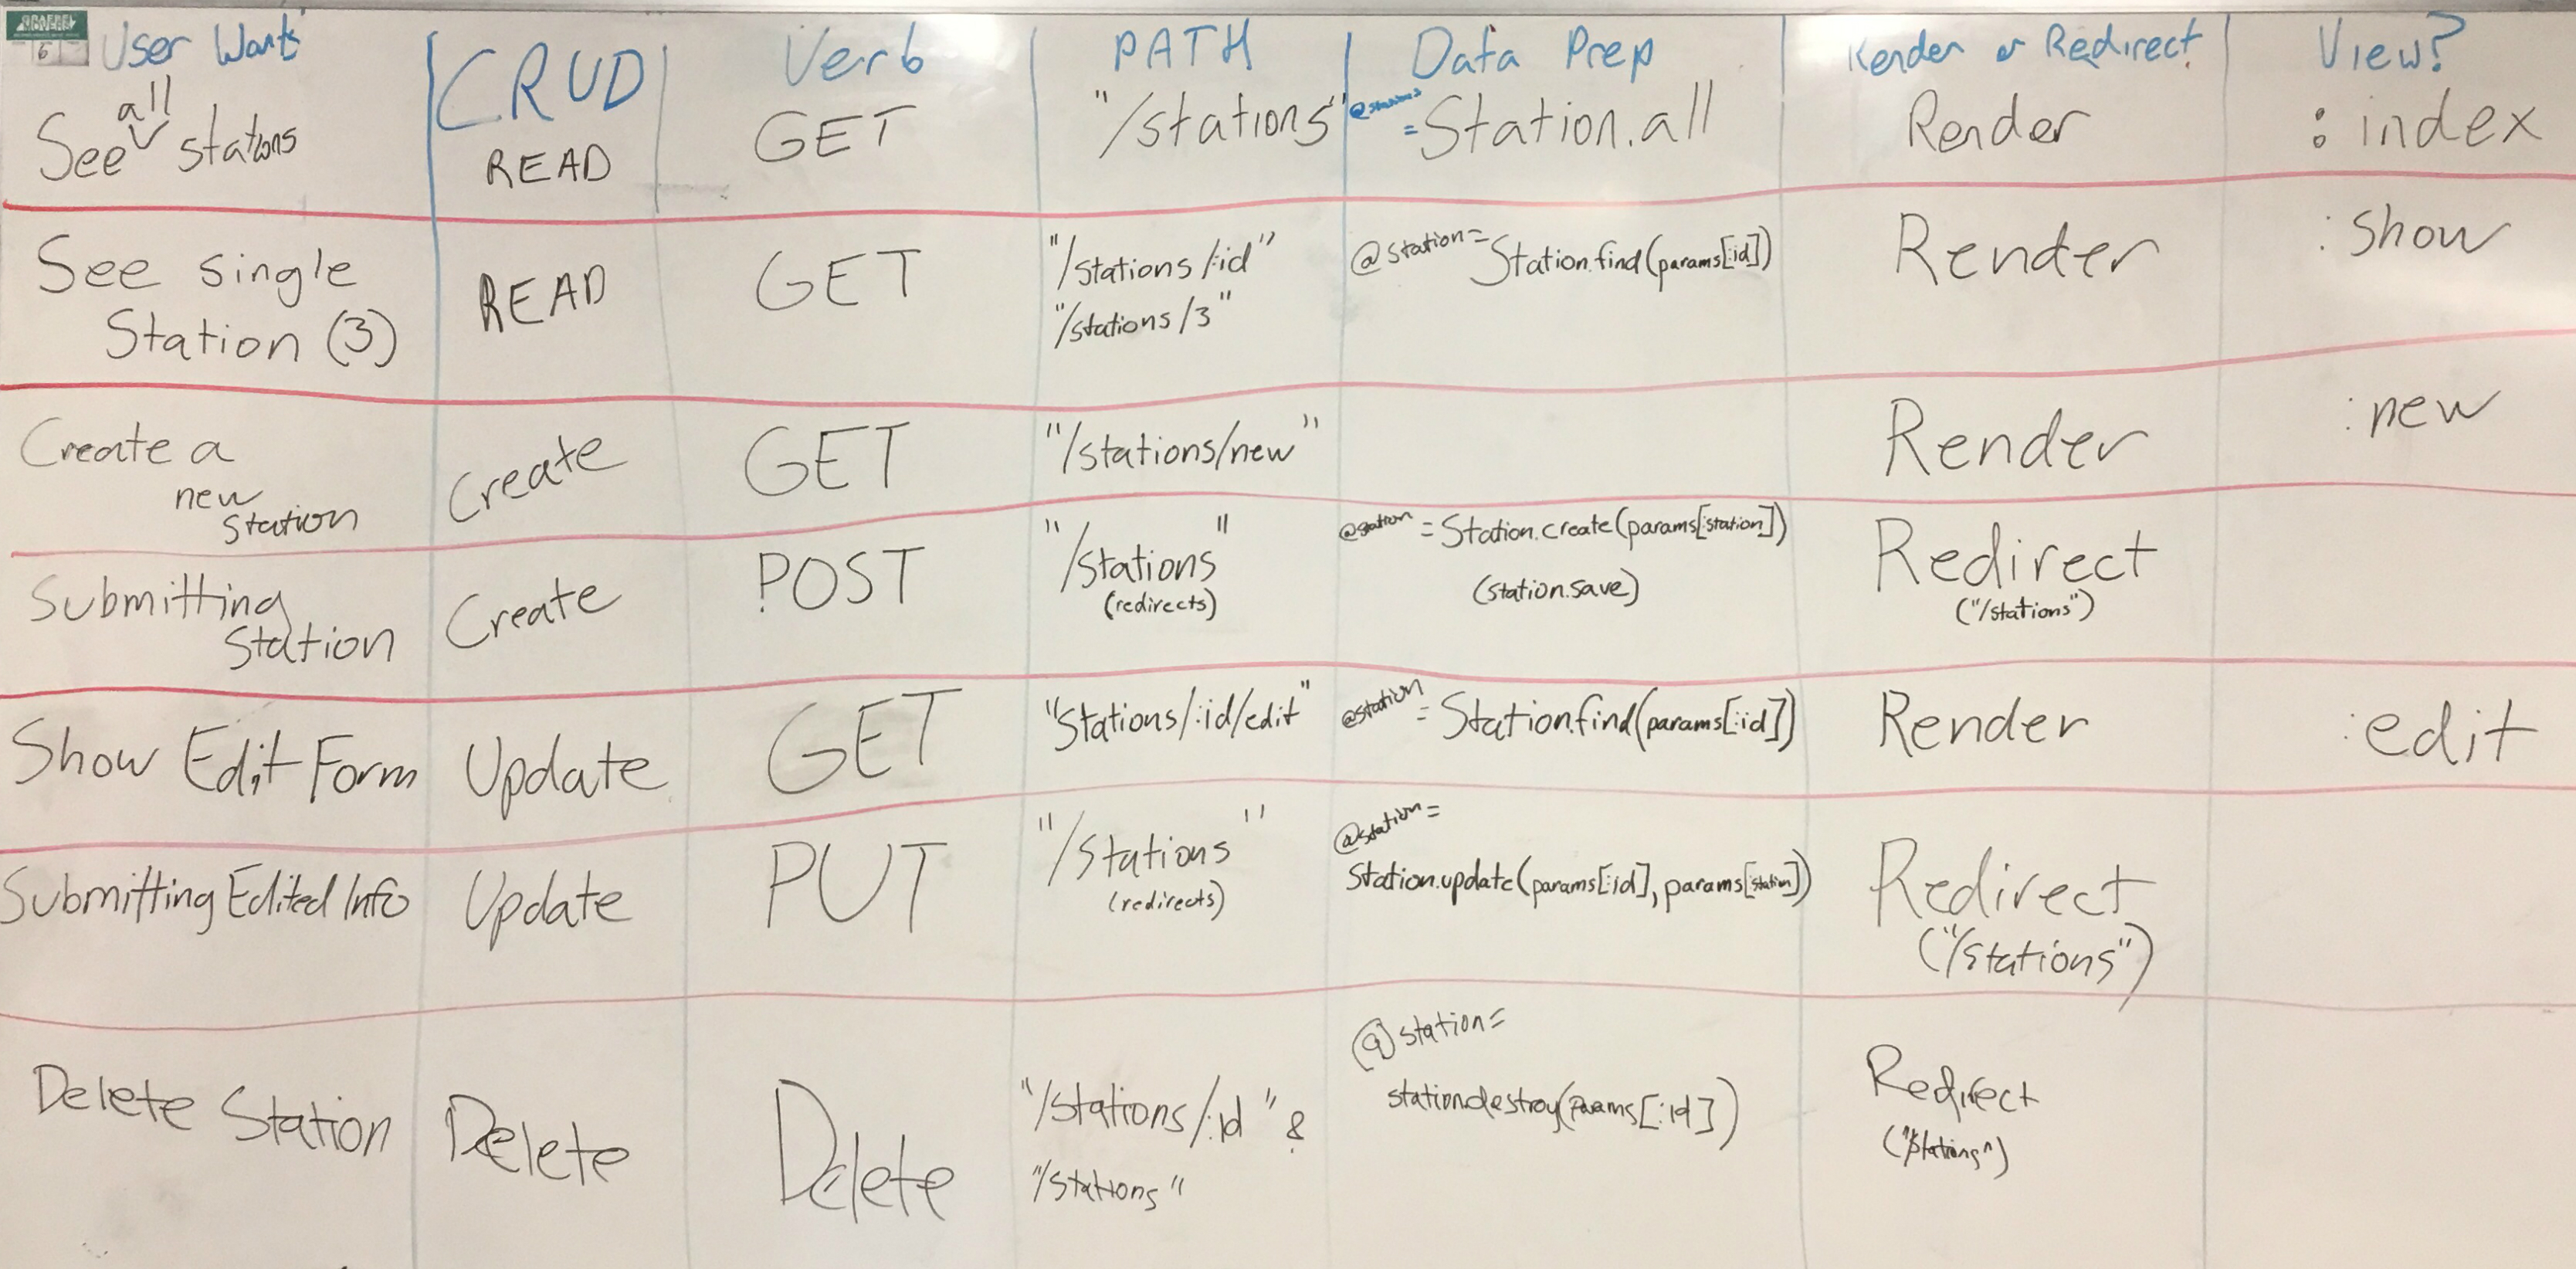 User Wants
CRUD
Verb
PATH
Data Prep
Render or Redirect
View?
all
See stations
READ
GET
"/stations"
@stations
= Station.all
Render
:index
See single
Station (3)
READ
GET
"/stations/:id"
"/stations/3"
@station = Station.find(params[:id])
Render
:show
Create a
new
Station
Create
GET
"/stations/new"
Render
:new
Submitting
Station
Create
POST
"/stations"
(redirects)
@station = Station.create(params[:station])
(station.save)
Redirect
("/stations")
Show Edit Form
Update
GET
"Stations/:id/edit"
@station = Station.find(params[:id])
Render
:edit
Submitting Edited Info
Update
PUT
"/Stations"
(redirects)
@station =
Station.update(params[:id], params[station])
Redirect
("/stations")
Delete Station
Delete
Delete
"/stations/:id" &
"/stations"
@station =
station.destroy(params[:id])
Redirect
("/stations")
6